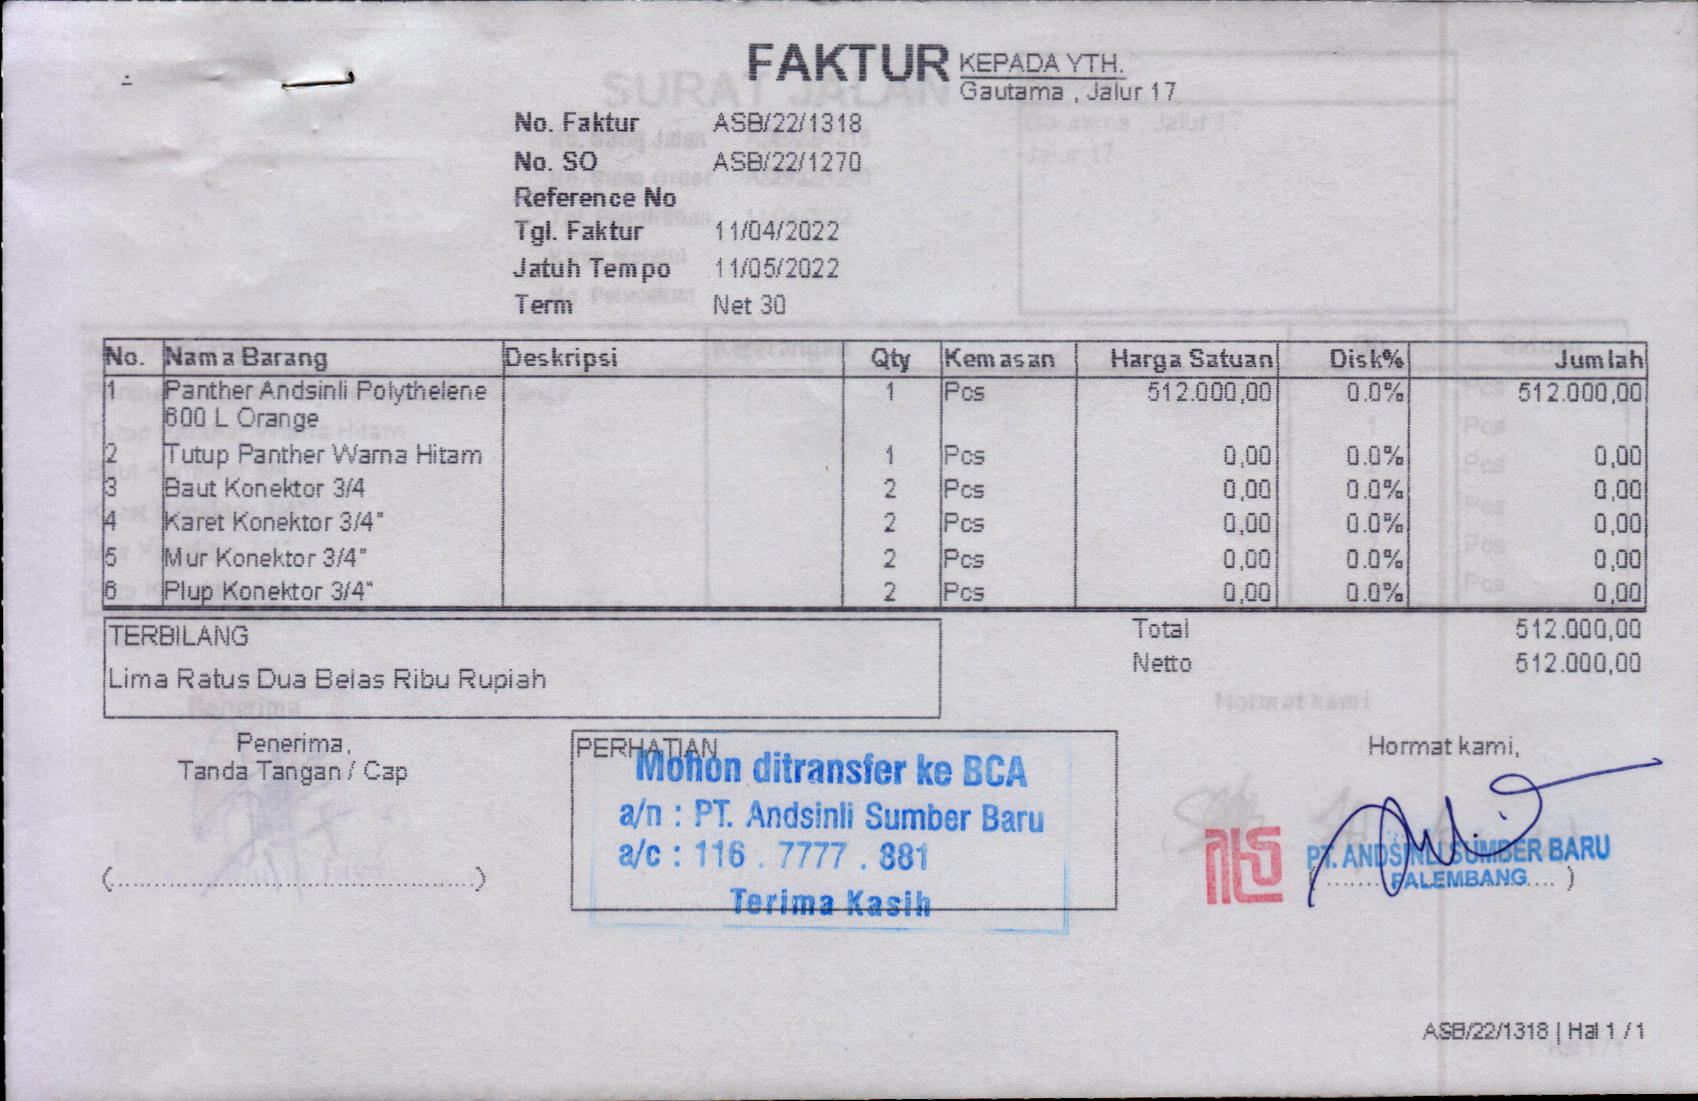 FAKTUR
KEPADA YTH.
Gautama , Jalur 17
No. Faktur ASB/22/1318
No. SO ASB/22/1270
Reference No
Tgl. Faktur 11/04/2022
Jatuh Tempo 11/05/2022
Term Net 30
No. Nama Barang Deskripsi Qty Kemasan Harga Satuan Disk% Jumlah
1 Panther Andsinli Polythelene 1 Pcs 512.000,00 0.0% 512.000,00
600 L Orange
2 Tutup Panther Warna Hitam 1 Pcs 0,00 0.0% 0,00
3 Baut Konektor 3/4 2 Pcs 0,00 0.0% 0,00
4 Karet Konektor 3/4" 2 Pcs 0,00 0.0% 0,00
5 Mur Konektor 3/4" 2 Pcs 0,00 0.0% 0,00
6 Plup Konektor 3/4" 2 Pcs 0,00 0.0% 0,00
TERBILANG
Lima Ratus Dua Belas Ribu Rupiah
Total 512.000,00
Netto 512.000,00
Penerima,
Tanda Tangan / Cap
(................................................)
PERHATIAN
Mohon ditransfer ke BCA
a/n : PT. Andsinli Sumber Baru
a/c : 116 . 7777 . 881
Terima Kasih
Hormat kami,
PT. ANDSINLI SUMBER BARU
PALEMBANG
ASB/22/1318 | Hal 1 / 1